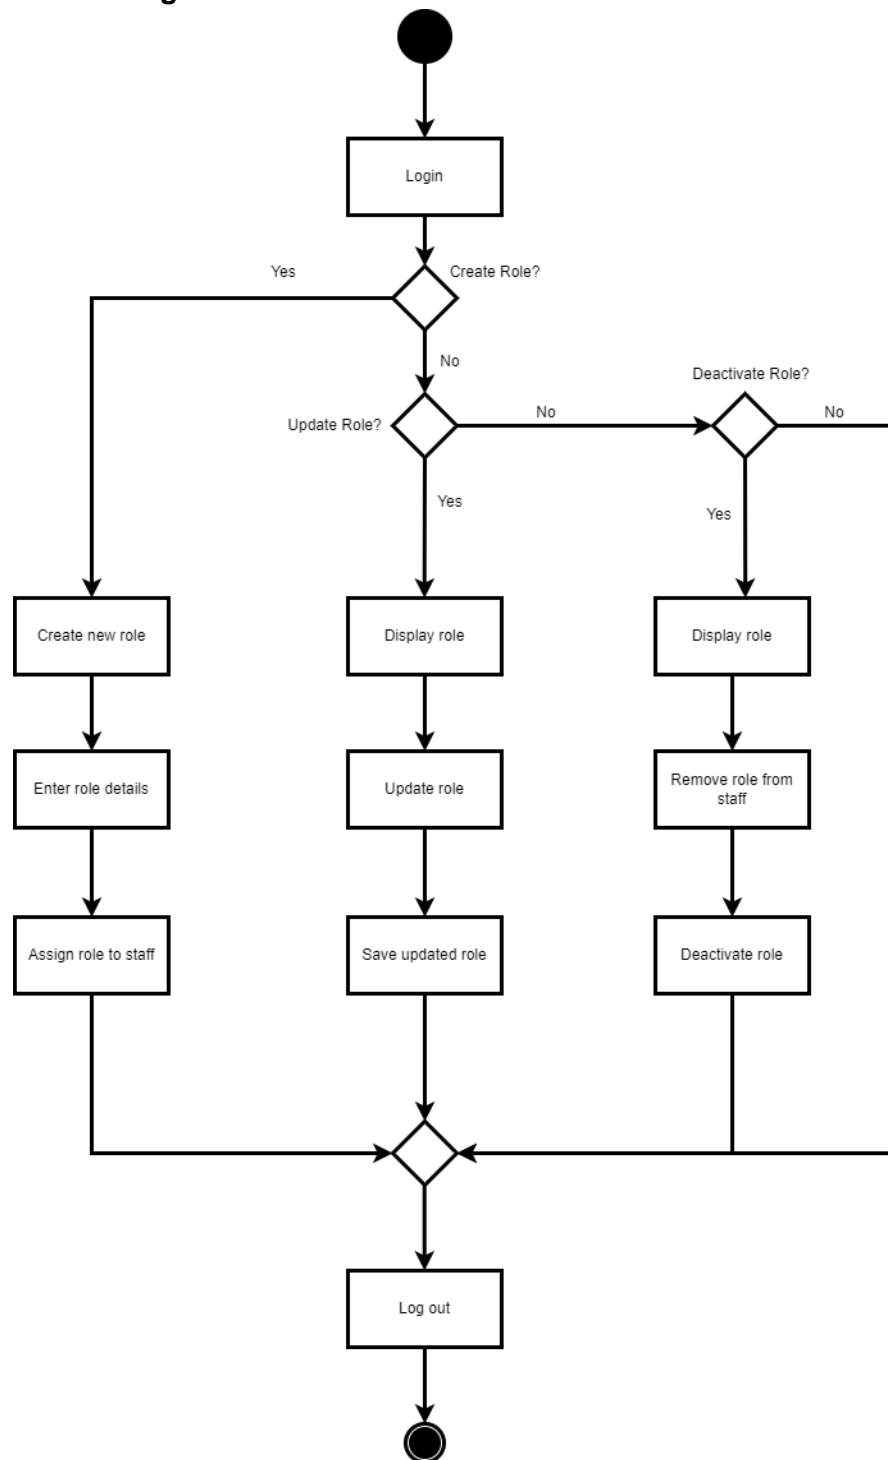 Login
Yes
Create Role?
No
Deactivate Role?
Update Role?
No
No
Yes
Yes
Create new role
Display role
Display role
Enter role details
Update role
Remove role from
staff
Assign role to staff
Save updated role
Deactivate role
Log out